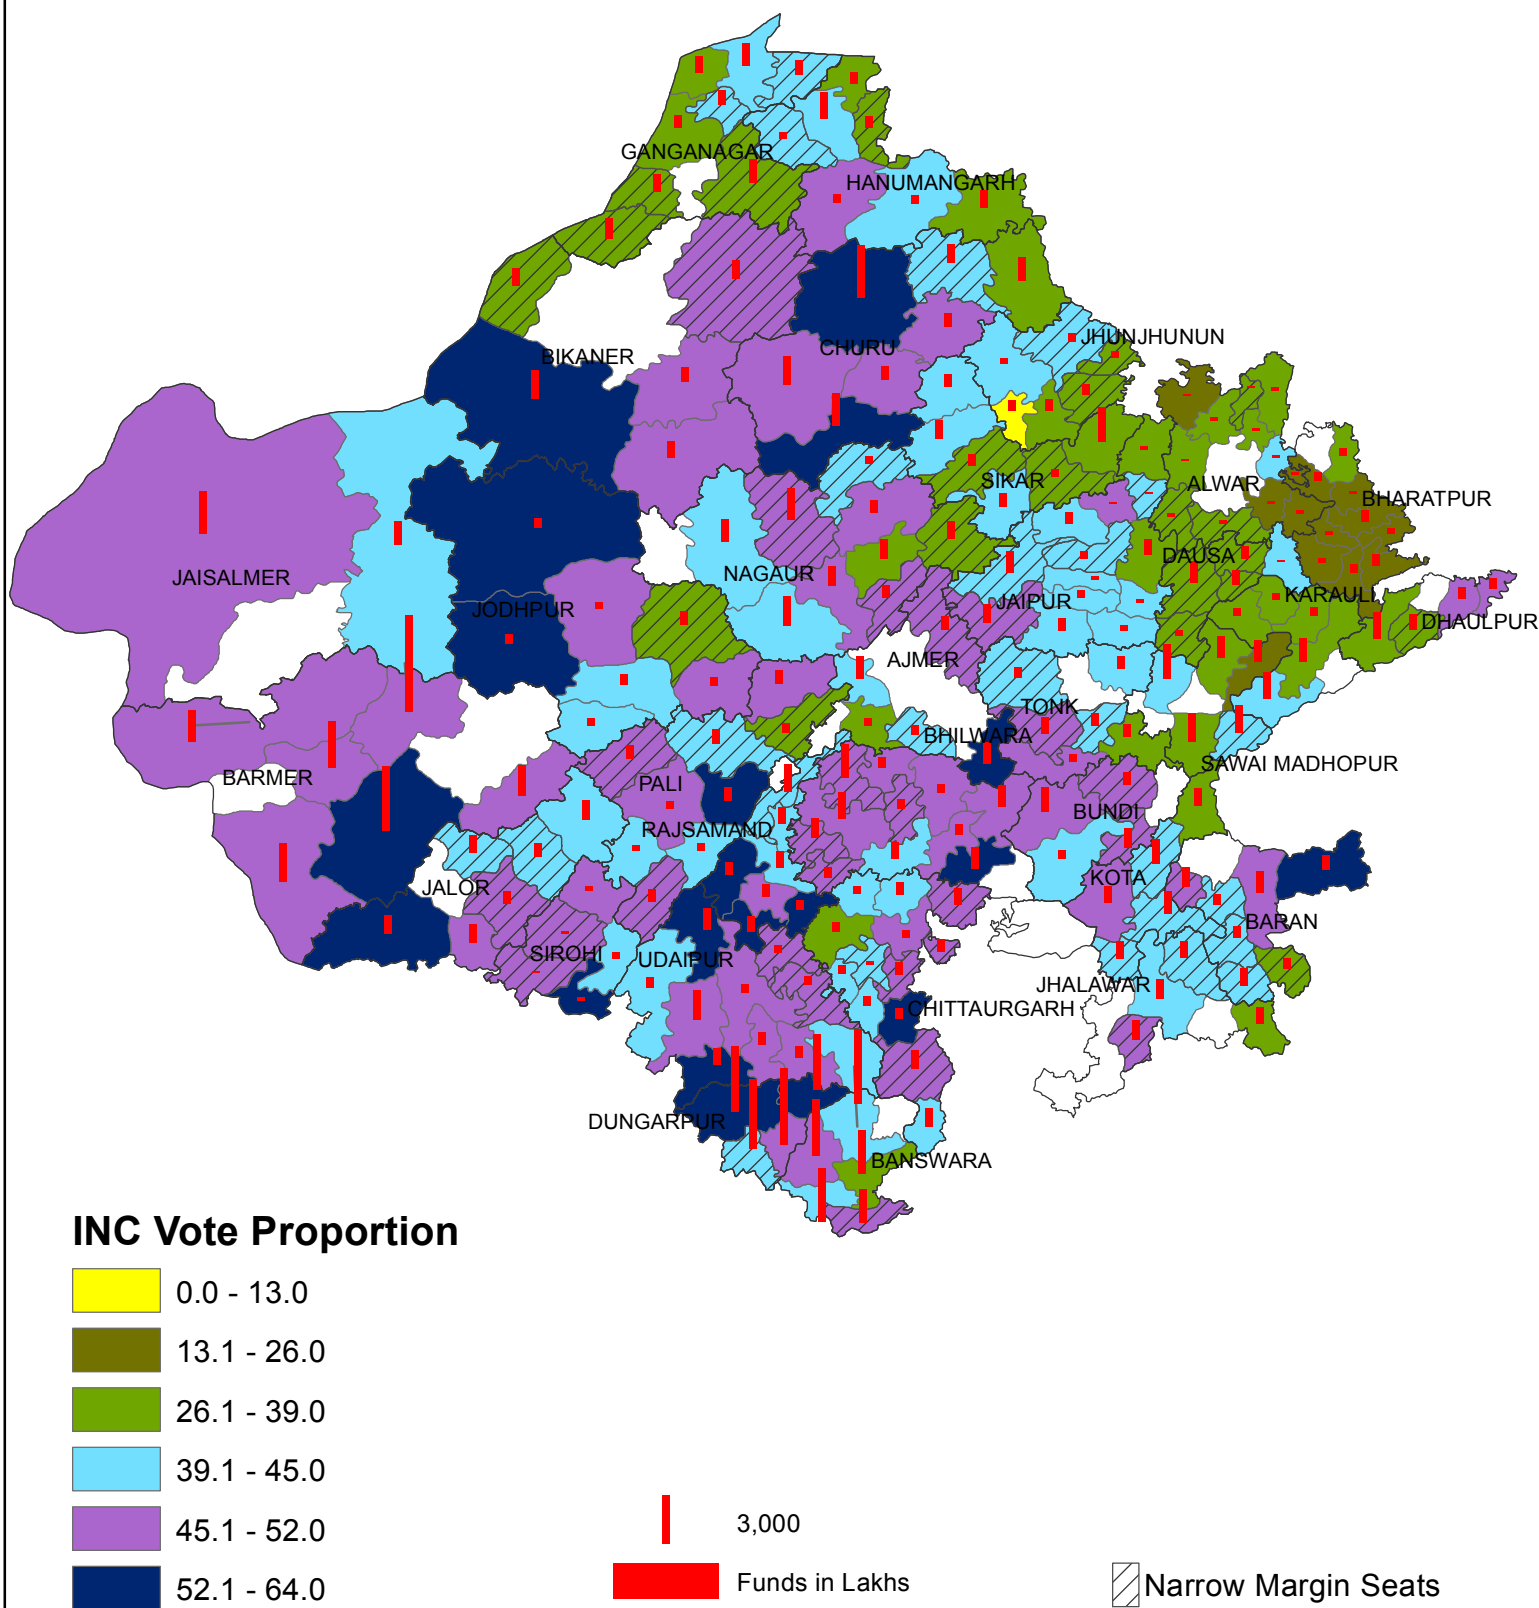 GANGANAGAR
HANUMANGARH
JHUNJHUNUN
CHURU
BIKANER
SIKAR
ALWAR
BHARATPUR
DAUSA
JAISALMER
NAGAUR
KARAULI
JODHPUR
JAIPUR
DHAULPUR
AJMER
TONK
BHILWARA
SAWAI MADHOPUR
BARMER
PALI
BUNDI
RAJSAMAND
KOTA
JALOR
BARAN
SIROHI
UDAIPUR
JHALAWAR
CHITTAURGARH
DUNGARPUR
BANSWARA
INC Vote Proportion
0.0 - 13.0
13.1 - 26.0
26.1 - 39.0
39.1 - 45.0
45.1 - 52.0
52.1 - 64.0
3,000
Funds in Lakhs
Narrow Margin Seats